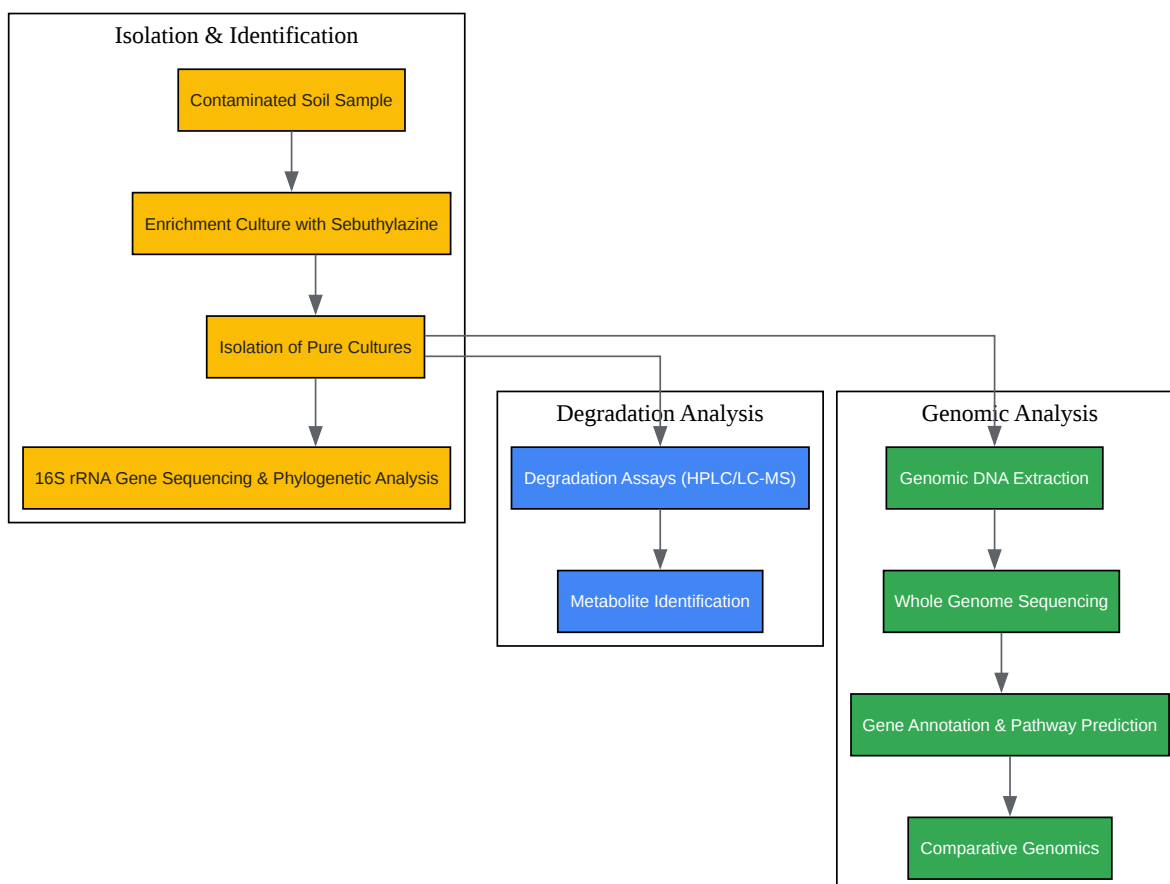 Isolation & Identification
Contaminated Soil Sample
Enrichment Culture with Sebuthylazine
Isolation of Pure Cultures
16S rRNA Gene Sequencing & Phylogenetic Analysis
Degradation Analysis
Degradation Assays (HPLC/LC-MS)
Metabolite Identification
Genomic Analysis
Genomic DNA Extraction
Whole Genome Sequencing
Gene Annotation & Pathway Prediction
Comparative Genomics